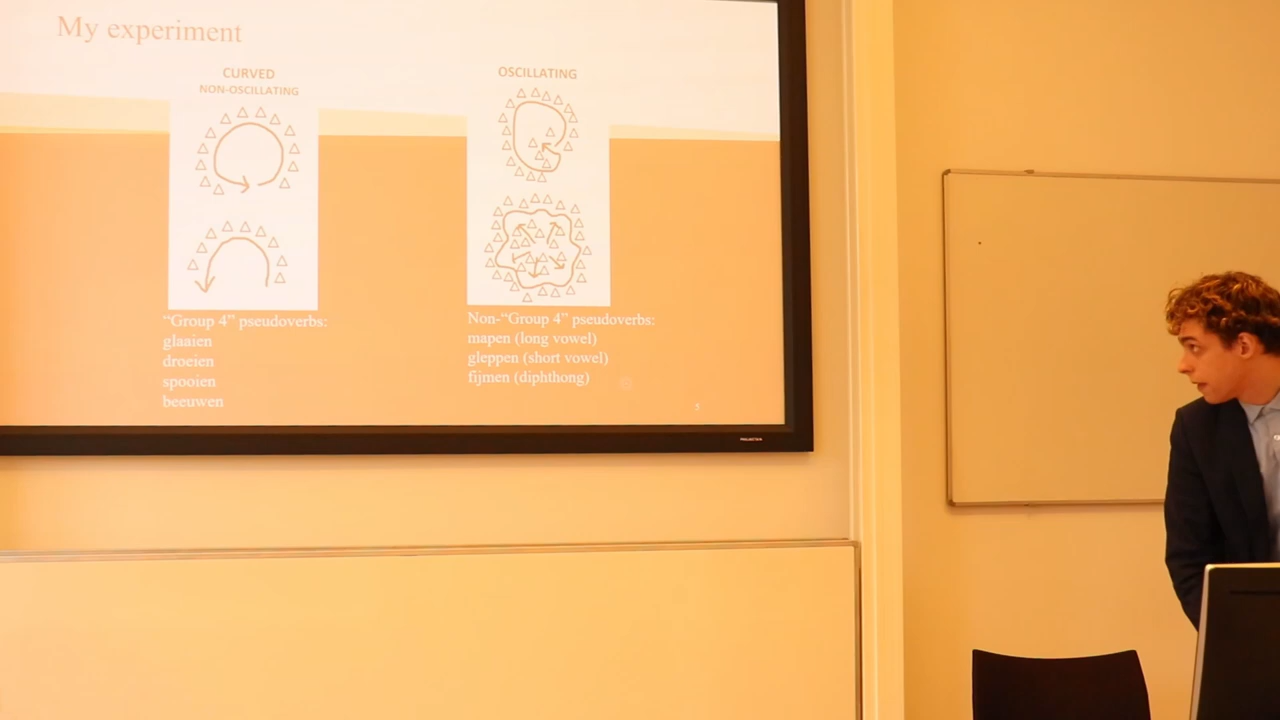 My experiment
CURVED
NON-OSCILLATING
"Group 4" pseudoverbs:
glaaien
droeien
spooien
beeuwen
OSCILLATING
Non-"Group 4" pseudoverbs:
mapen (long vowel)
gleppen (short vowel)
fijmen (diphthong)
5